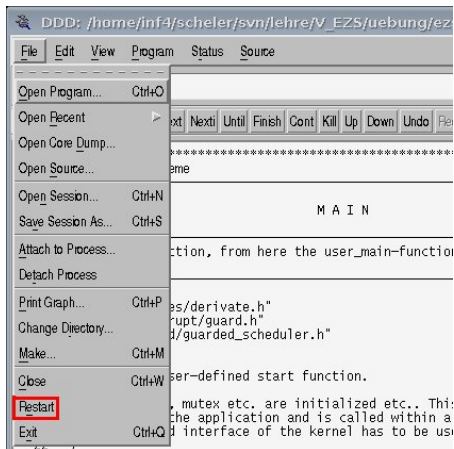 DDD: /home/inf4/scheler/svn/lehre/V_EZS/uebung/ezs
File Edit View Program Status Source
Open Program... Ctrl+O
Open Recent
Open Core Dump...
Open Source...
Open Session... Ctrl+N
Save Session As... Ctrl+S
Attach to Process...
Detach Process
Print Graph... Ctrl+P
Change Directory...
Make... Ctrl+M
Close Ctrl+W
Restart
Exit Ctrl+Q
xt Nexti Until Finish Cont Kill Up Down Undo
****************************************
eme
M A I N
ction, from here the user_main-function
es/derivate.h"
rupt/guard.h"
d/guarded_scheduler.h"
ser-defined start function.
, mutex etc. are initialized etc.. This
the application and is called within a
d interface of the kernel has to be use